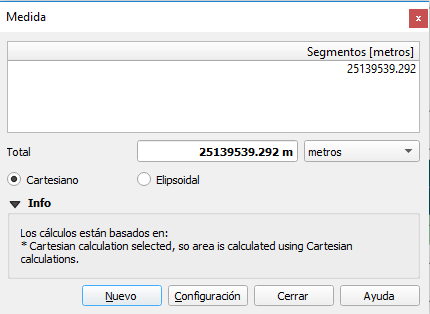 Medida
Segmentos [metros]
25139539.292
Total
25139539.292 m
metros
Cartesiano
Elipsoidal
Info
Los cálculos están basados en:
* Cartesian calculation selected, so area is calculated using Cartesian
calculations.
Nuevo
Configuración
Cerrar
Ayuda